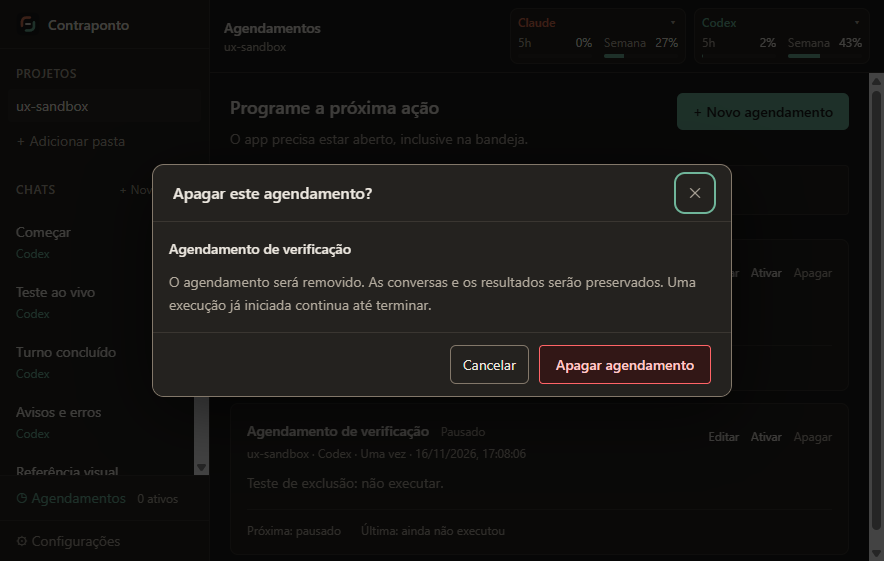 Contraponto
PROJETOS
ux-sandbox
+ Adicionar pasta
CHATS
+ Nov
Começar
Codex
Teste ao vivo
Codex
Turno concluído
Codex
Avisos e erros
Codex
Referência visual
Agendamentos 0 ativos
Configurações
Agendamentos
ux-sandbox
Claude
5h 0% Semana 27%
Codex
5h 2% Semana 43%
Programe a próxima ação
+ Novo agendamento
O app precisa estar aberto, inclusive na bandeja.
Apagar este agendamento?
Agendamento de verificação
O agendamento será removido. As conversas e os resultados serão preservados. Uma
execução já iniciada continua até terminar.
Cancelar
Apagar agendamento
ar Ativar Apagar
Agendamento de verificação Pausado
Editar Ativar Apagar
ux-sandbox · Codex · Uma vez · 16/11/2026, 17:08:06
Teste de exclusão: não executar.
Próxima: pausado Última: ainda não executou